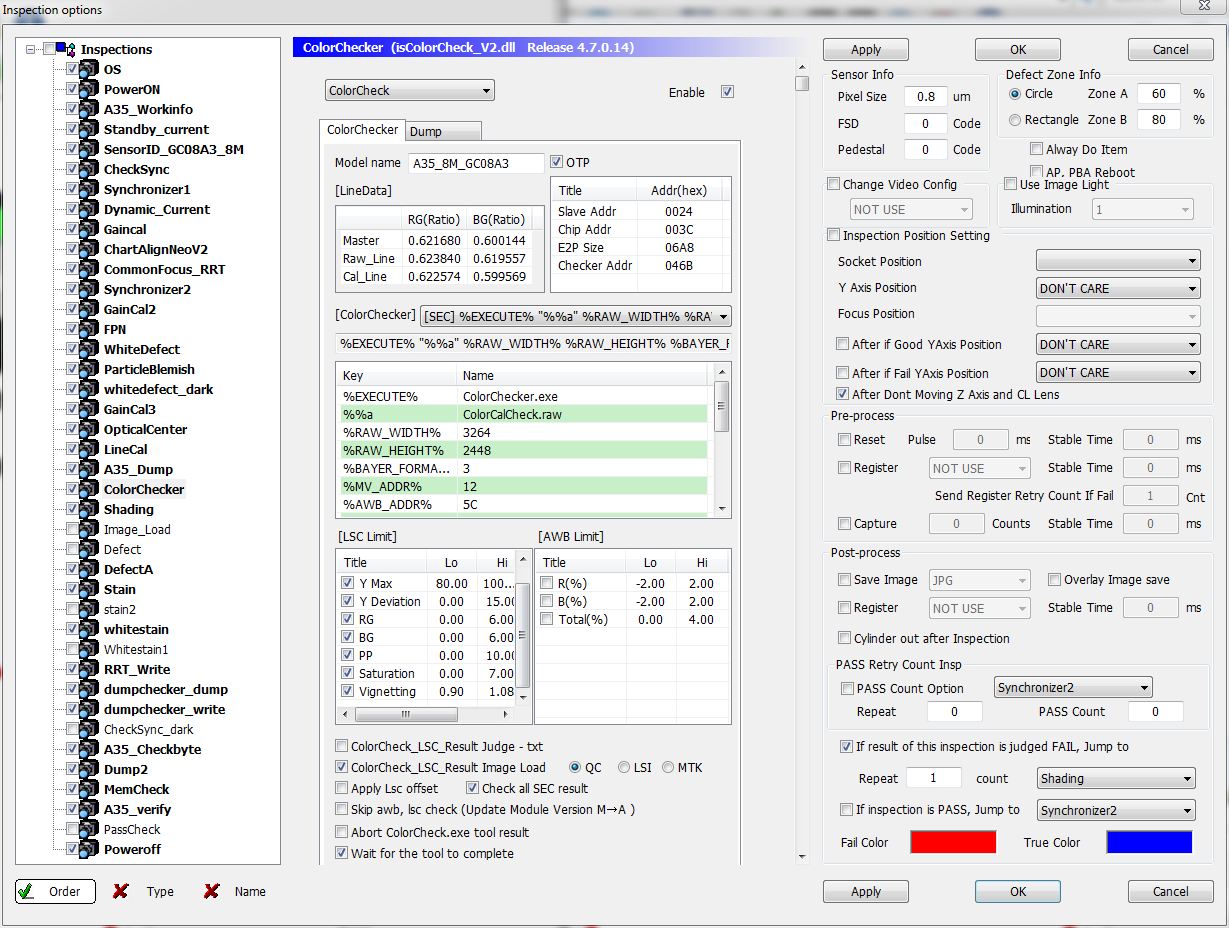 Inspection options
Inspections
OS
PowerON
A35_Workinfo
Standby_current
SensorID_GC08A3_8M
CheckSync
Synchronizer1
Dynamic_Current
Gaincal
ChartAlignNeoV2
CommonFocus_RRT
Synchronizer2
GainCal2
FPN
WhiteDefect
ParticleBlemish
whitedefect_dark
GainCal3
OpticalCenter
LineCal
A35_Dump
ColorChecker
Shading
Image_Load
Defect
DefectA
Stain
stain2
whitestain
Whitestain1
RRT_Write
dumpchecker_dump
dumpchecker_write
CheckSync_dark
A35_Checkbyte
Dump2
MemCheck
A35_verify
PassCheck
Poweroff
Order Type Name
ColorChecker (isColorCheck_V2.dll Release 4.7.0.14)
ColorCheck
Enable
ColorChecker Dump
Model name A35_8M_GC08A3 OTP
[LineData]
RG(Ratio) BG(Ratio)
Master 0.621680 0.600144
Raw_Line 0.623840 0.619557
Cal_Line 0.622574 0.599569
Title Addr(hex)
Slave Addr 0024
Chip Addr 003C
E2P Size 06A8
Checker Addr 046B
[ColorChecker] [SEC] %EXECUTE% "%%a" %RAW_WIDTH% %RA
%EXECUTE% "%%a" %RAW_WIDTH% %RAW_HEIGHT% %BAYER_F
Key Name
%EXECUTE% ColorChecker.exe
%%a ColorCalCheck.raw
%RAW_WIDTH% 3264
%RAW_HEIGHT% 2448
%BAYER_FORMA... 3
%MV_ADDR% 12
%AWB_ADDR% 5C
[LSC Limit]
Title Lo Hi
Y Max 80.00 100...
Y Deviation 0.00 15.00
RG 0.00 6.00
BG 0.00 6.00
PP 0.00 10.00
Saturation 0.00 7.00
Vignetting 0.90 1.08
[AWB Limit]
Title Lo Hi
R(%) -2.00 2.00
B(%) -2.00 2.00
Total(%) 0.00 4.00
ColorCheck_LSC_Result Judge - txt
ColorCheck_LSC_Result Image Load QC LSI MTK
Apply Lsc offset Check all SEC result
Skip awb, lsc check (Update Module Version M→A )
Abort ColorCheck.exe tool result
Wait for the tool to complete
Apply OK Cancel
Sensor Info
Pixel Size 0.8 um
FSD 0 Code
Pedestal 0 Code
Defect Zone Info
Circle Zone A 60 %
Rectangle Zone B 80 %
Alway Do Item
AP, PBA Reboot
Change Video Config
NOT USE
Use Image Light
Illumination 1
Inspection Position Setting
Socket Position
Y Axis Position DON'T CARE
Focus Position
After if Good YAxis Position DON'T CARE
After if Fail YAxis Position DON'T CARE
After Dont Moving Z Axis and CL Lens
Pre-process
Reset Pulse 0 ms Stable Time 0 ms
Register NOT USE Stable Time 0 ms
Send Register Retry Count If Fail 1 Cnt
Capture 0 Counts Stable Time 0 ms
Post-process
Save Image JPG Overlay Image save
Register NOT USE Stable Time 0 ms
Cylinder out after Inspection
PASS Retry Count Insp
PASS Count Option Synchronizer2
Repeat 0 PASS Count 0
If result of this inspection is judged FAIL, Jump to
Repeat 1 count Shading
If inspection is PASS, Jump to Synchronizer2
Fail Color True Color
Apply OK Cancel